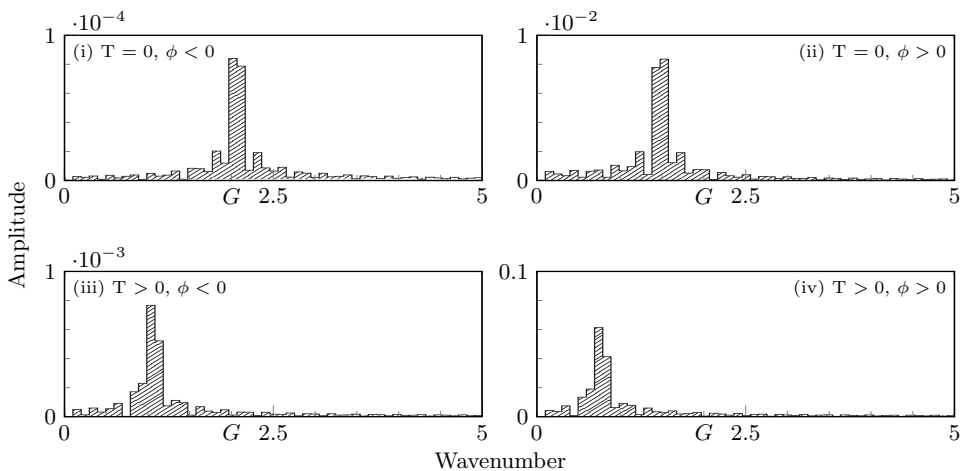 ·10⁻⁴
1
(i) T = 0, ϕ < 0
0
0
G
2.5
5
·10⁻²
1
(ii) T = 0, ϕ > 0
0
0
G
2.5
5
Amplitude
·10⁻³
1
(iii) T > 0, ϕ < 0
0
0
G
2.5
5
0.1
(iv) T > 0, ϕ > 0
0
0
G
2.5
5
Wavenumber